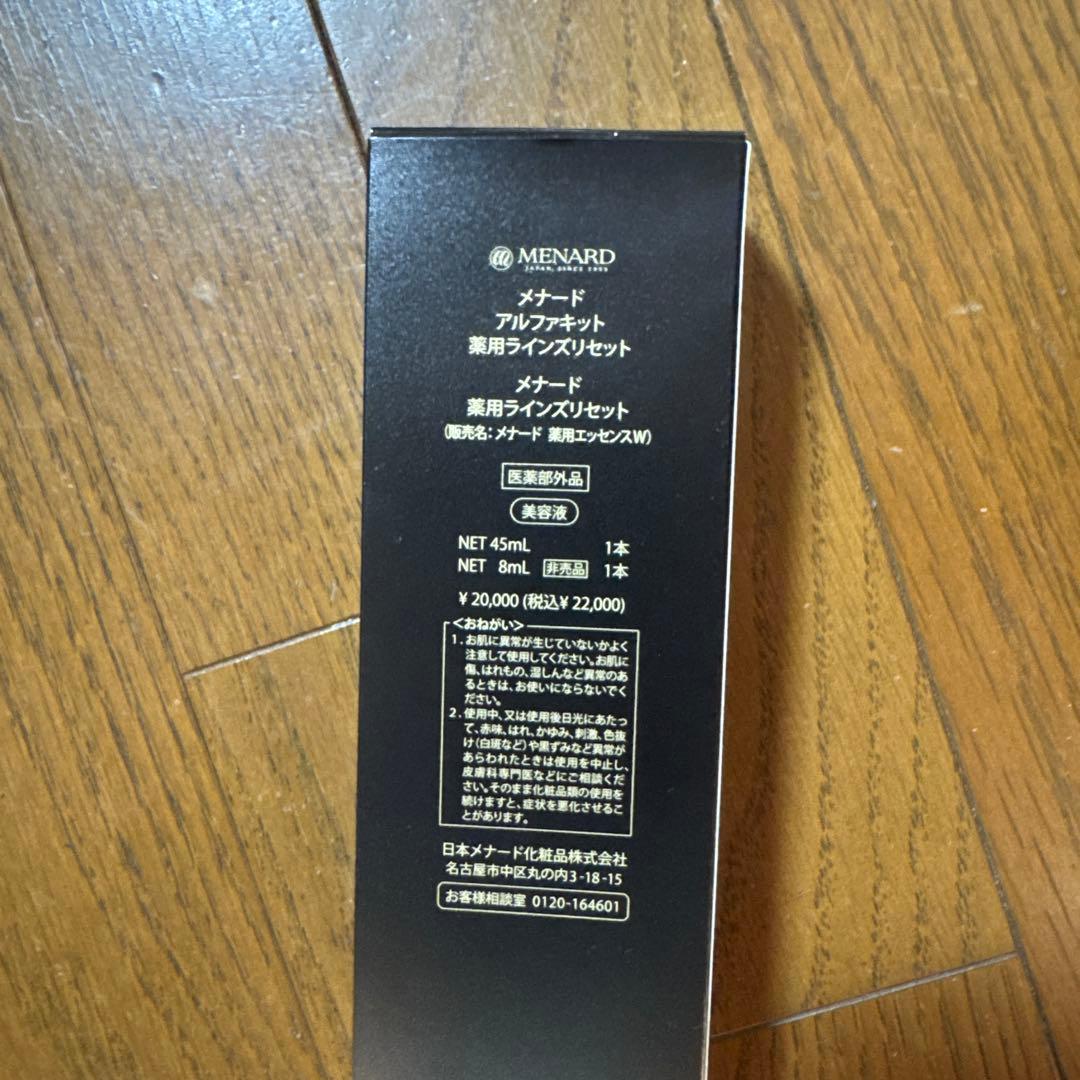 MENARD
JAPAN, SINCE 1959
メナード
アルファキット
薬用ラインズリセット
メナード
薬用ラインズリセット
(販売名:メナード 薬用エッセンスW)
医薬部外品
美容液
NET 45mL 1本
NET 8mL 非売品 1本
¥20,000 (税込¥22,000)
<おねがい>
1. お肌に異常が生じていないかよく
注意して使用してください。お肌に
傷、はれもの、湿しんなど異常のあ
るときは、お使いにならないでく
ださい。
2. 使用中、又は使用後日光にあたっ
て、赤味、はれ、かゆみ、刺激、色抜
け(白斑など)や黒ずみなど異常が
あらわれたときは使用を中止し、
皮膚科専門医などにご相談くだ
さい。そのまま化粧品類の使用を
続けますと、症状を悪化させるこ
とがあります。
日本メナード化粧品株式会社
名古屋市中区丸の内3-18-15
お客様相談室 0120-164601